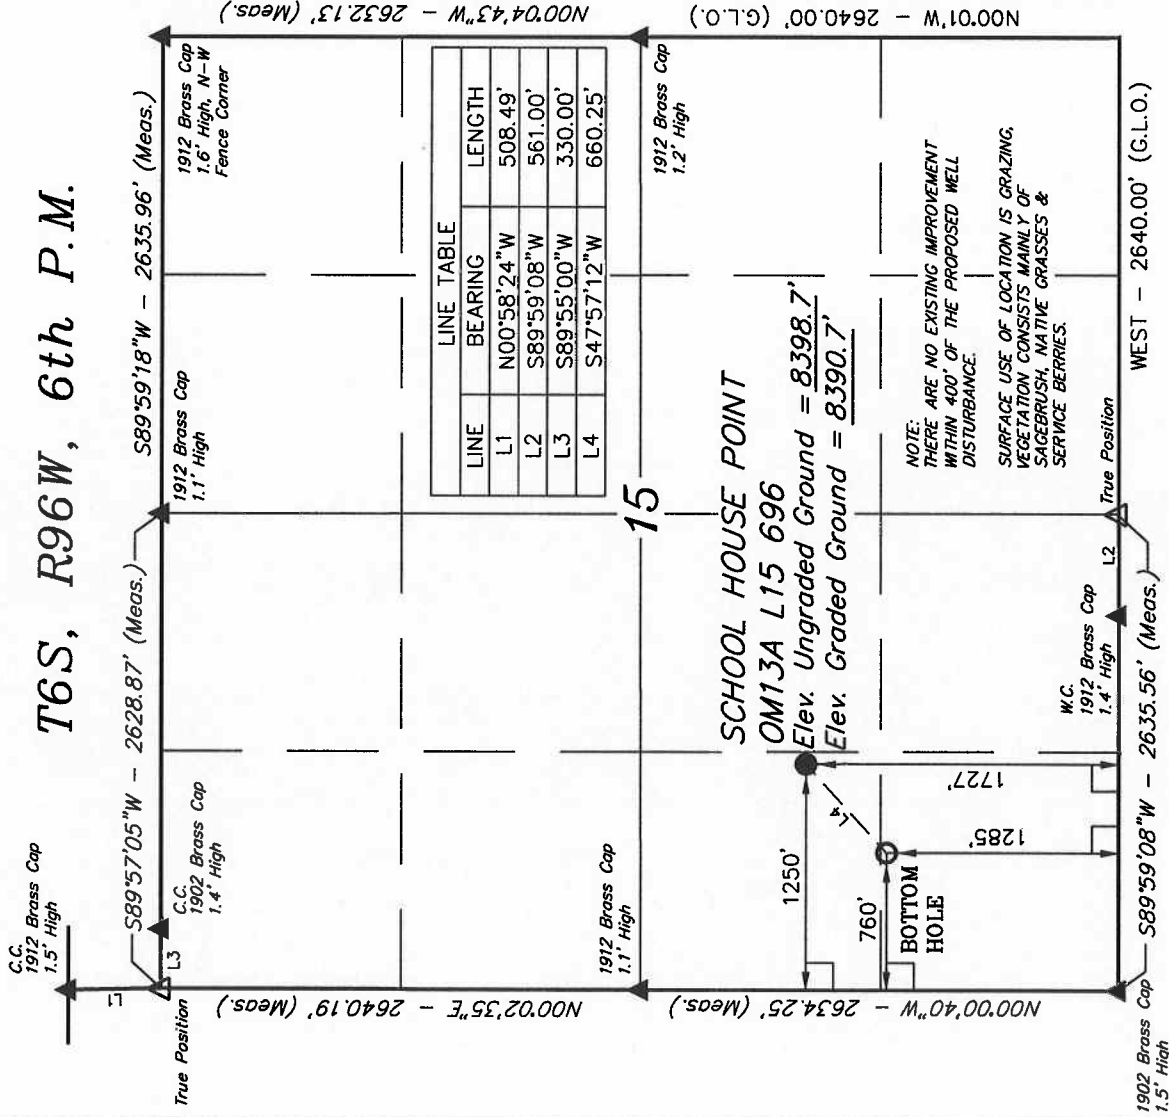 T6S, R96W, 6th P.M.
C.C.
1912 Brass Cap
1.5' High
S89°57'05"W - 2628.87' (Meas.)
S89°59'18"W - 2635.96' (Meas.)
L1
L3
True Position
C.C.
1902 Brass Cap
1.4' High
1912 Brass Cap
1.1' High
1912 Brass Cap
1.6' High, N-W
Fence Corner
N00°02'35"E - 2640.19' (Meas.)
N00°04'43"W - 2632.13' (Meas.)
LINE TABLE
LINE BEARING LENGTH
L1 N00°58'24"W 508.49'
L2 S89°59'08"W 561.00'
L3 S89°55'00"W 330.00'
L4 S47°57'12"W 660.25'
1912 Brass Cap
1.1' High
15
1912 Brass Cap
1.2' High
SCHOOL HOUSE POINT
OM13A L15 696
Elev. Ungraded Ground = 8398.7'
Elev. Graded Ground = 8390.7'
1250'
L4
1727'
760'
BOTTOM
HOLE
1285'
N00°00'40"W - 2634.25' (Meas.)
N00°01'W - 2640.00' (G.L.O.)
NOTE:
THERE ARE NO EXISTING IMPROVEMENT
WITHIN 400' OF THE PROPOSED WELL
DISTURBANCE.
SURFACE USE OF LOCATION IS GRAZING,
VEGETATION CONSISTS MAINLY OF
SAGEBRUSH, NATIVE GRASSES &
SERVICE BERRIES.
W.C.
1912 Brass Cap
1.4' High
L2
True Position
1902 Brass Cap
1.5' High
S89°59'08"W - 2635.56' (Meas.)
WEST - 2640.00' (G.L.O.)